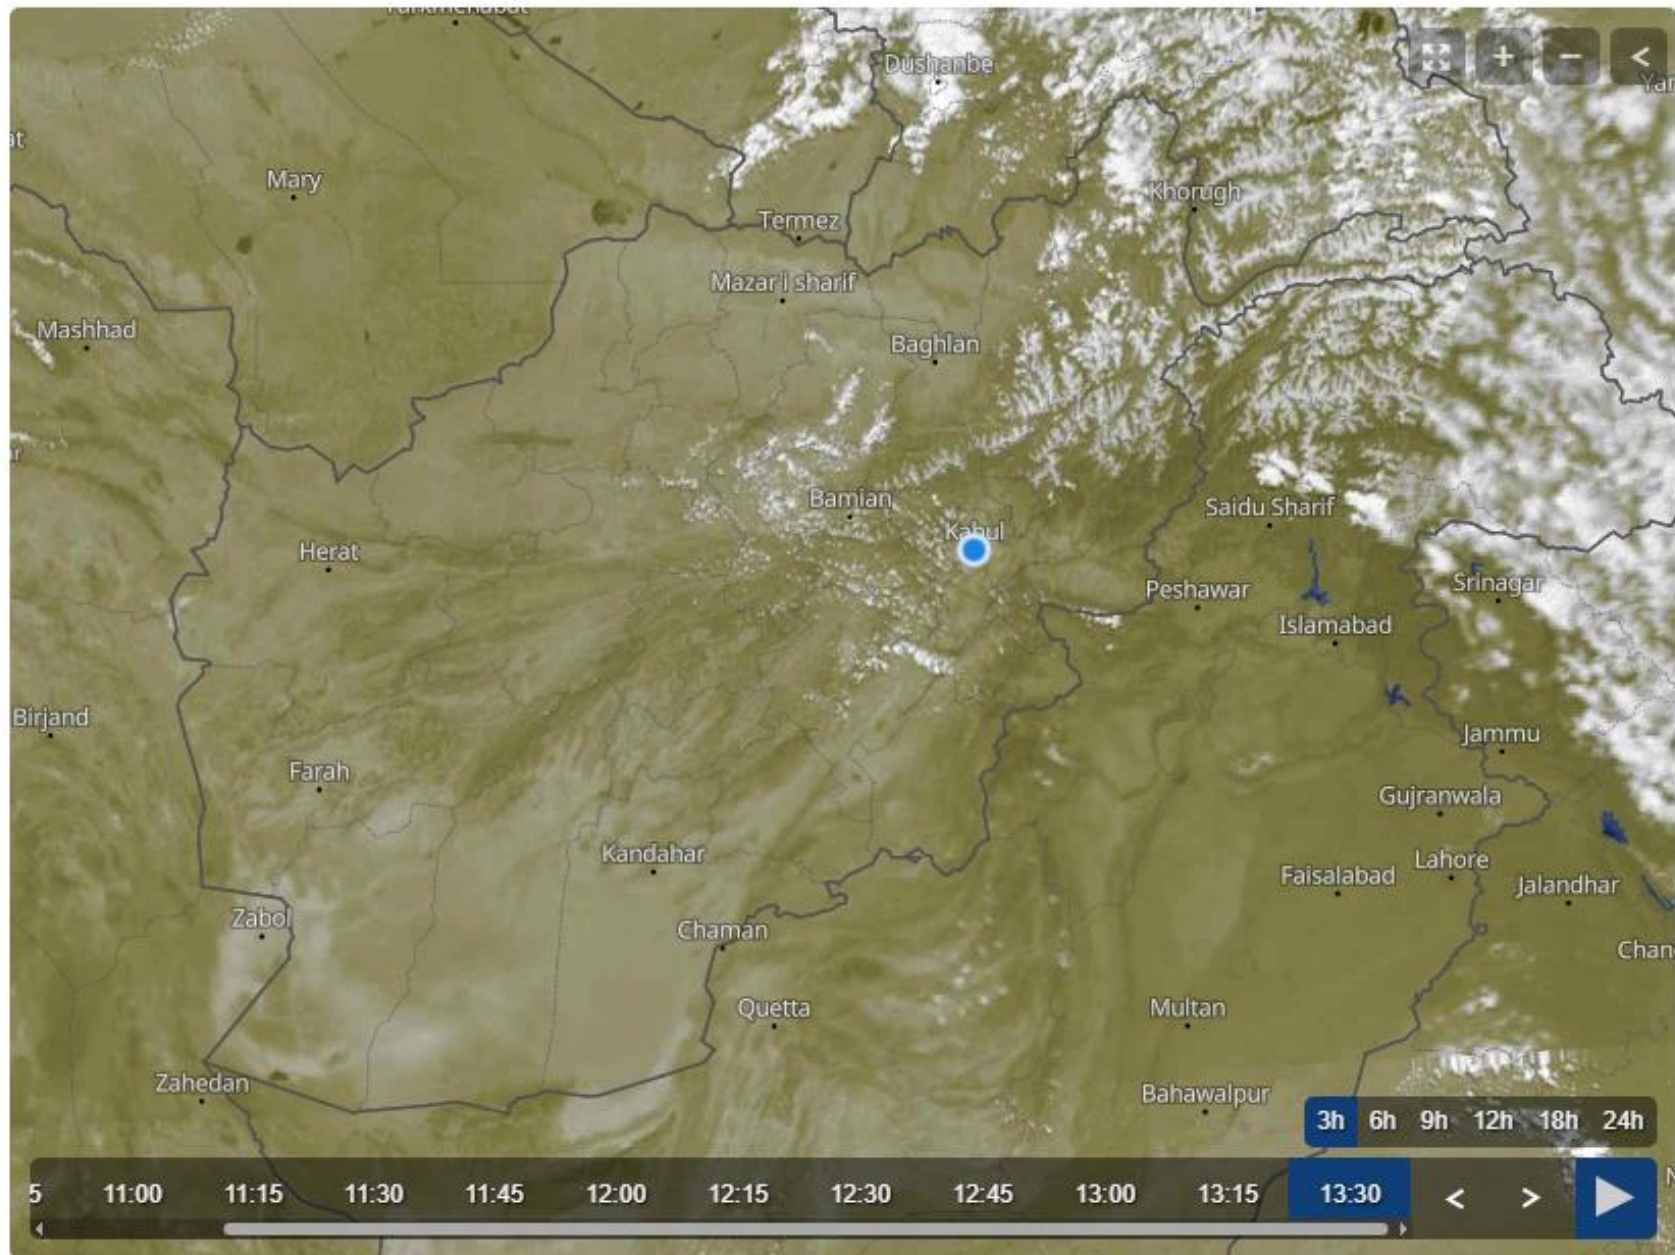 Dushanbe
Mary
Khorugh
Termez
Mazar i sharif
Mashhad
Baghlan
Bamian
Saidu Sharif
Kabul
Herat
Srinagar
Peshawar
Islamabad
Birjand
Jammu
Farah
Gujranwala
Kandahar
Lahore
Faisalabad
Jalandhar
Zabol
Chaman
Quetta
Multan
Zahedan
Bahawalpur
3h 6h 9h 12h 18h 24h
5 11:00 11:15 11:30 11:45 12:00 12:15 12:30 12:45 13:00 13:15 13:30 < >